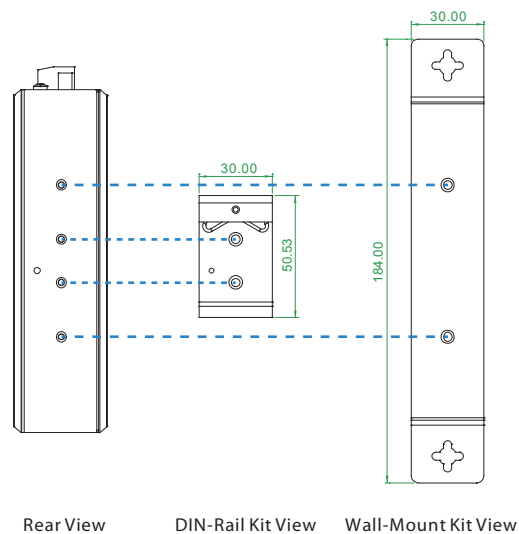 30.00
30.00
50.53
184.00
Rear View
DIN-Rail Kit View
Wall-Mount Kit View